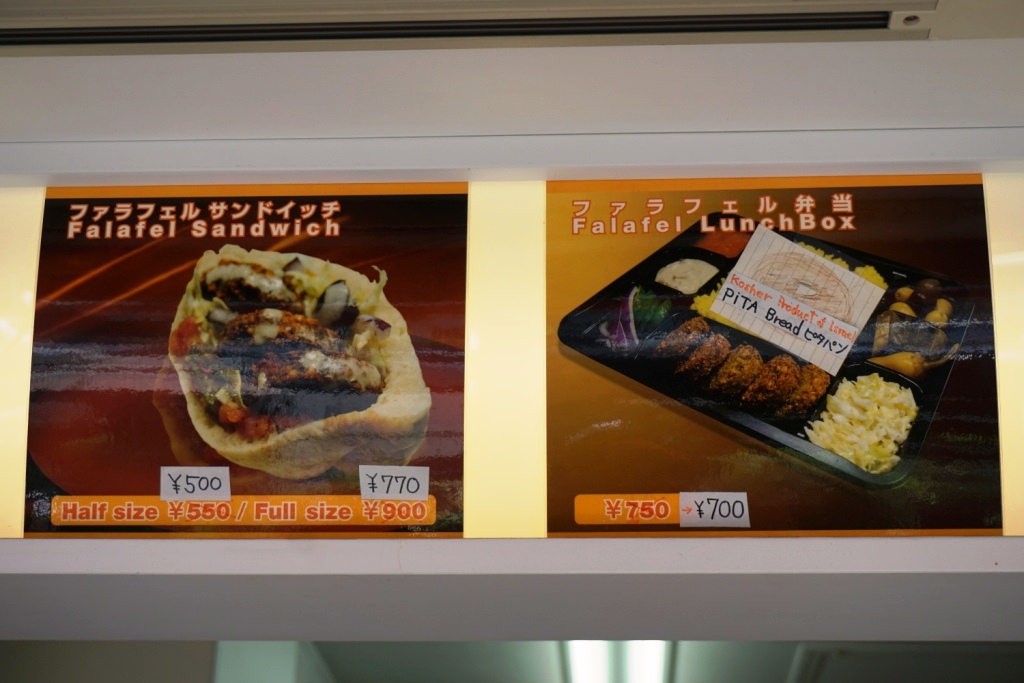 ファラフェル サンドイッチ
Falafel Sandwich
¥500
¥770
Half size ¥550 / Full size ¥900
ファラフェル弁当
Falafel LunchBox
Kosher Product of Israel
PiTA Bread ピタパン
¥750 → ¥700